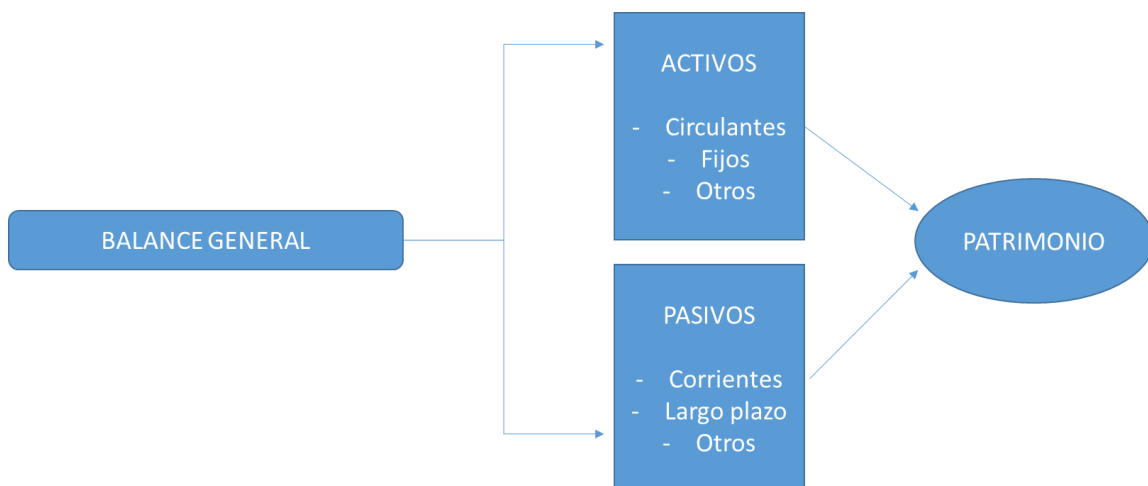 BALANCE GENERAL
ACTIVOS
- Circulantes
- Fijos
- Otros
PASIVOS
- Corrientes
- Largo plazo
- Otros
PATRIMONIO